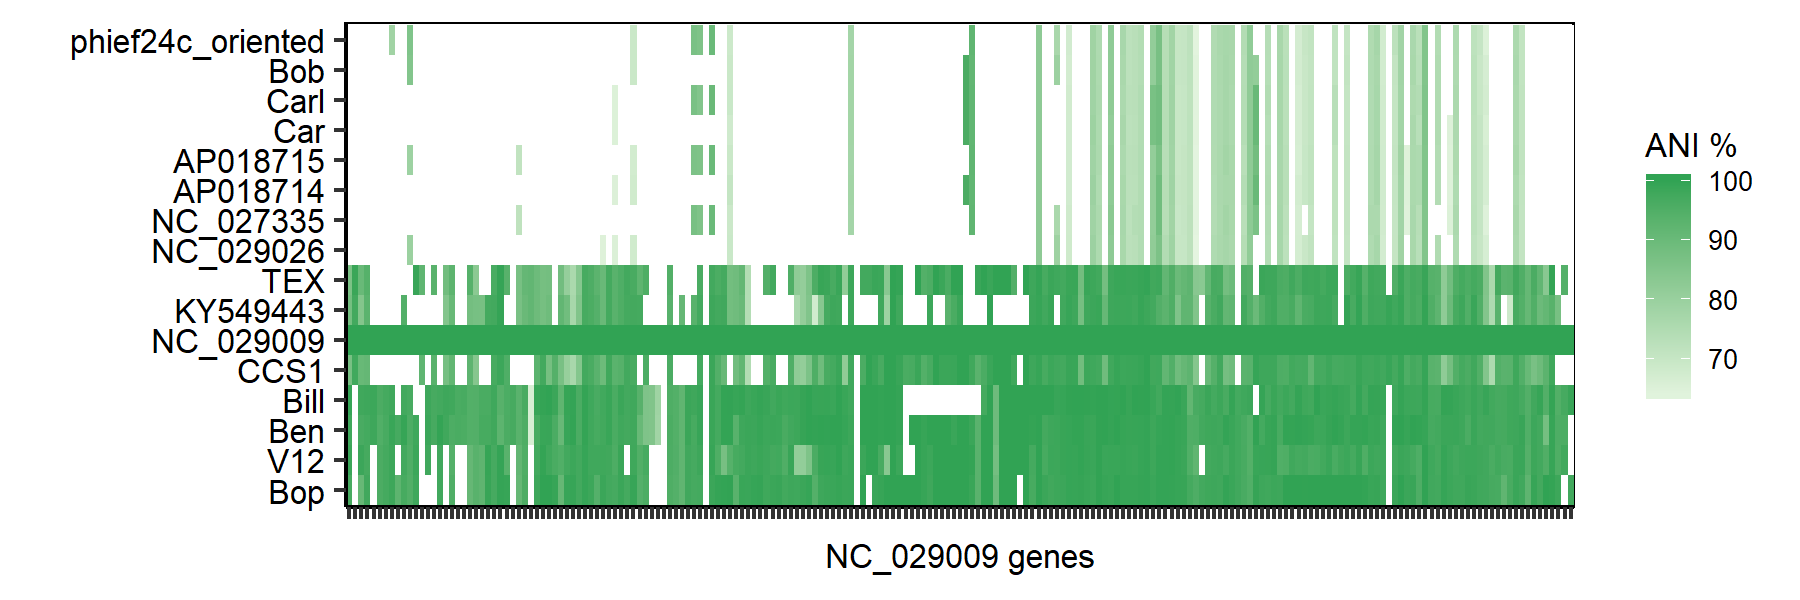 phief24c_oriented
Bob
Carl
Car
AP018715
AP018714
NC_027335
NC_029026
TEX
KY549443
NC_029009
CCS1
Bill
Ben
V12
Bop
NC_029009 genes
ANI %
100
90
80
70